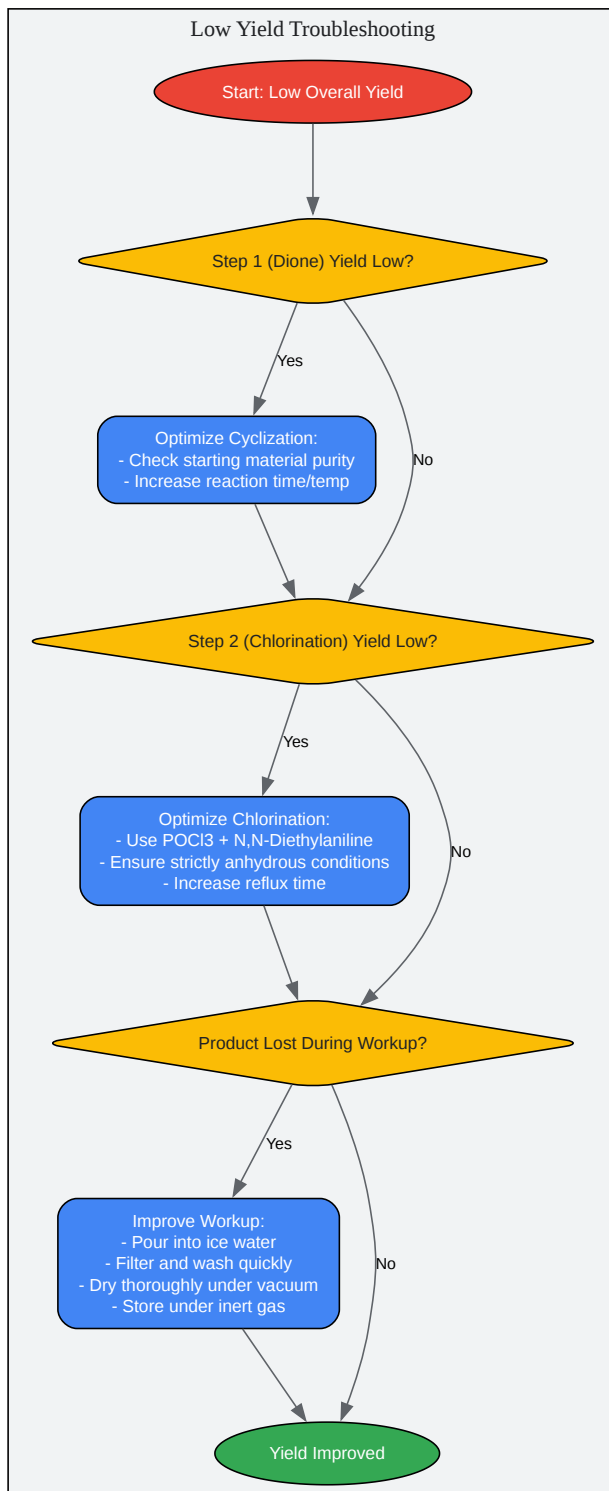 Low Yield Troubleshooting
Start: Low Overall Yield
Step 1 (Dione) Yield Low?
Yes
Optimize Cyclization:
- Check starting material purity
- Increase reaction time/temp
No
Step 2 (Chlorination) Yield Low?
Yes
Optimize Chlorination:
- Use POCl3 + N,N-Diethylaniline
- Ensure strictly anhydrous conditions
- Increase reflux time
No
Product Lost During Workup?
Yes
Improve Workup:
- Pour into ice water
- Filter and wash quickly
- Dry thoroughly under vacuum
- Store under inert gas
No
Yield Improved